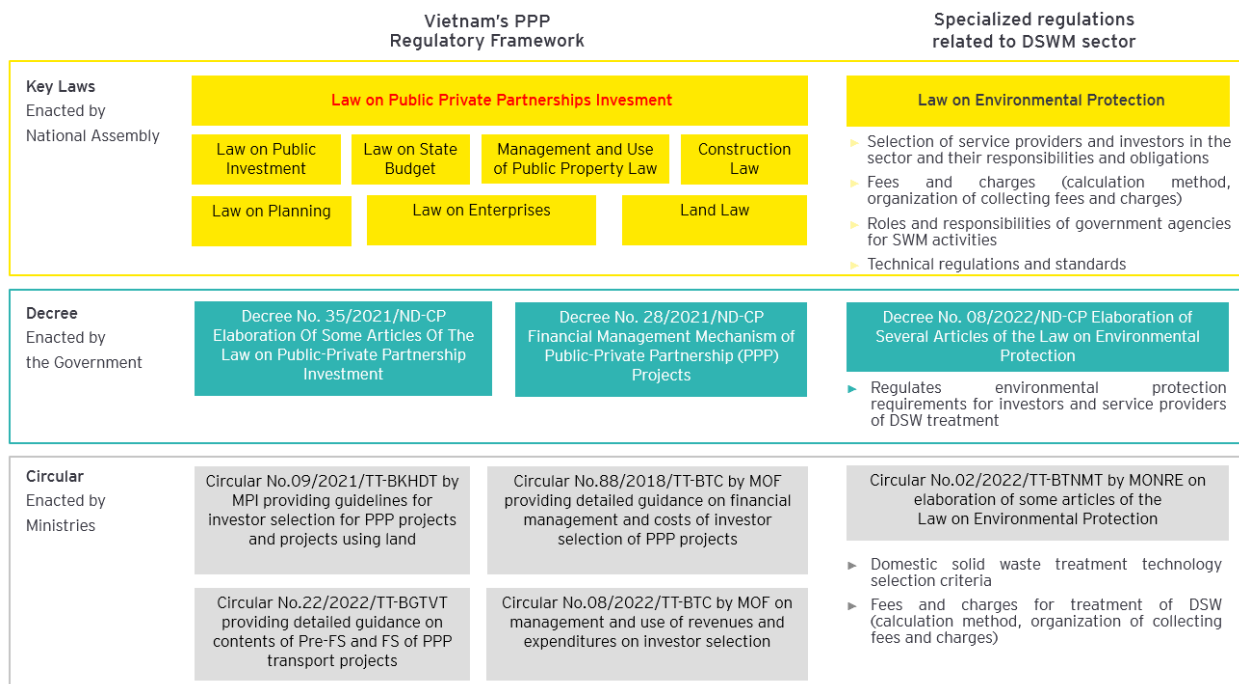 Vietnam's PPP
Regulatory Framework
Specialized regulations
related to DSWM sector
Key Laws
Enacted by
National Assembly
Law on Public Private Partnerships Invesment
Law on Public
Investment
Law on State
Budget
Management and Use
of Public Property Law
Construction
Law
Law on Planning
Law on Enterprises
Land Law
Law on Environmental Protection
► Selection of service providers and investors in the
sector and their responsibilities and obligations
► Fees and charges (calculation method,
organization of collecting fees and charges)
► Roles and responsibilities of government agencies
for SWM activities
► Technical regulations and standards
Decree
Enacted by
the Government
Decree No. 35/2021/ND-CP
Elaboration Of Some Articles Of The
Law on Public-Private Partnership
Investment
Decree No. 28/2021/ND-CP
Financial Management Mechanism of
Public-Private Partnership (PPP)
Projects
Decree No. 08/2022/ND-CP Elaboration of
Several Articles of the Law on Environmental
Protection
► Regulates environmental protection
requirements for investors and service providers
of DSW treatment
Circular
Enacted by
Ministries
Circular No.09/2021/TT-BKHDT by
MPI providing guidelines for
investor selection for PPP projects
and projects using land
Circular No.88/2018/TT-BTC by MOF
providing detailed guidance on financial
management and costs of investor
selection of PPP projects
Circular No.22/2022/TT-BGTVT
providing detailed guidance on
contents of Pre-FS and FS of PPP
transport projects
Circular No.08/2022/TT-BTC by MOF on
management and use of revenues and
expenditures on investor selection
Circular No.02/2022/TT-BTNMT by MONRE on
elaboration of some articles of the
Law on Environmental Protection
► Domestic solid waste treatment technology
selection criteria
► Fees and charges for treatment of DSW
(calculation method, organization of collecting
fees and charges)